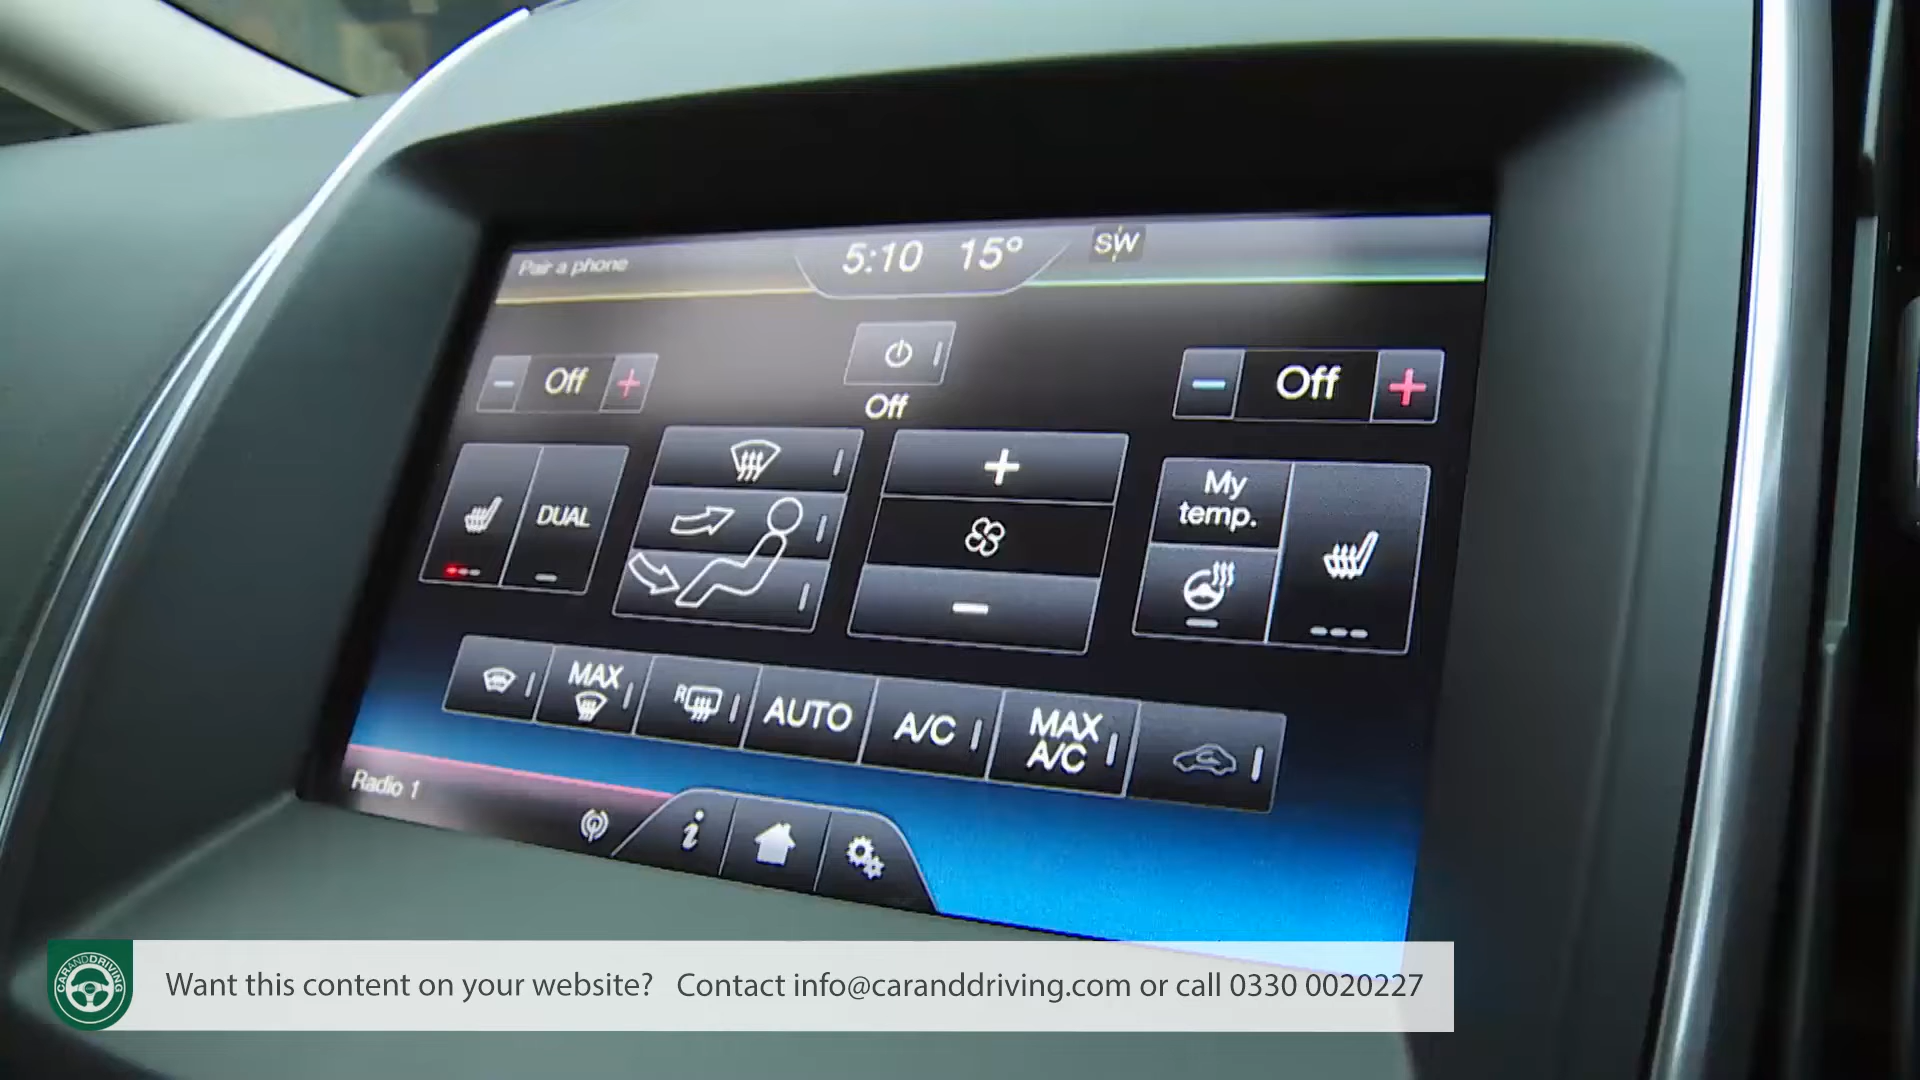 Pair a phone
5:10 15° SW
Off
Off
Off
DUAL
My
temp.
MAX
R
AUTO
A/C
MAX
A/C
Radio 1
i
CARANDDRIVING
Want this content on your website? Contact info@caranddriving.com or call 0330 0020227